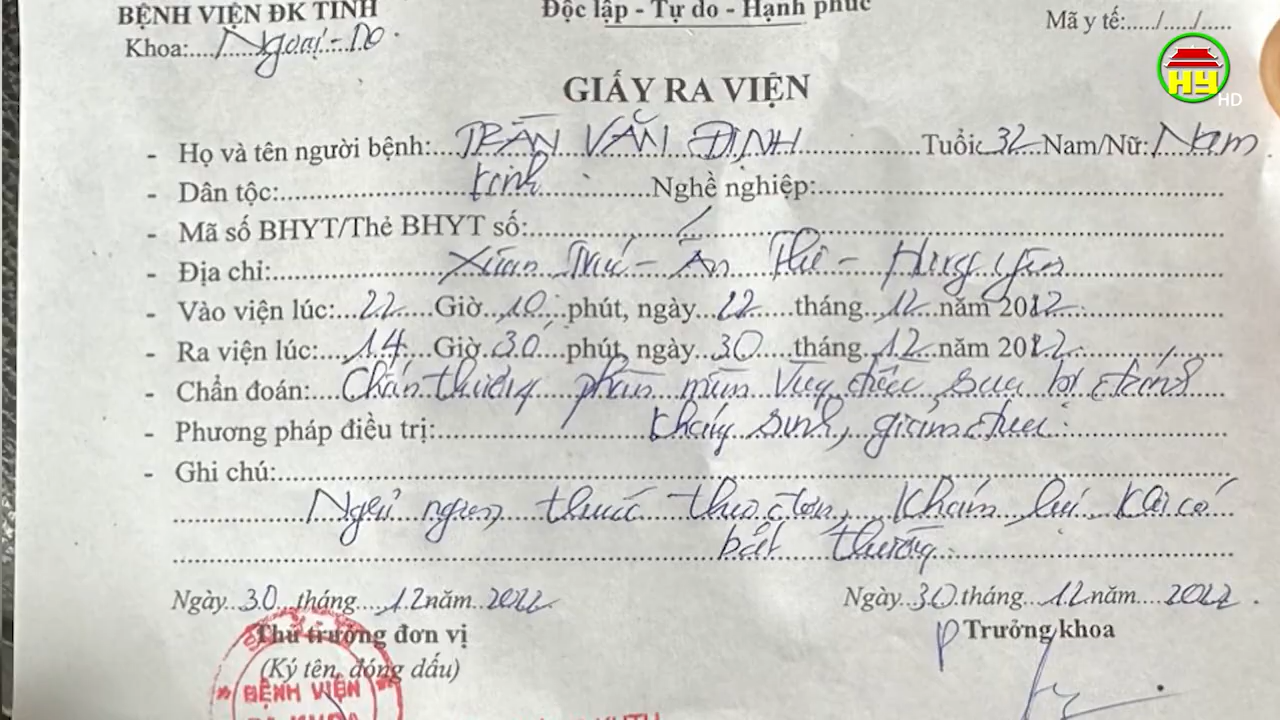 BỆNH VIỆN ĐK TỈNH
Độc lập - Tự do - Hạnh phúc
Mã y tế:...../...../.....
Khoa:..../Ngoại - DO.
HY HD
GIẤY RA VIỆN
- Họ và tên người bệnh: TRẦN VĂN ĐỊNH Tuổi: 32 Nam/Nữ: Nam
- Dân tộc: kinh Nghề nghiệp:
- Mã số BHYT/Thẻ BHYT số:
- Địa chỉ: Xuân Trúc - Ân Thi - Hưng Yên
- Vào viện lúc: 22 Giờ 10 phút, ngày 22 tháng 12 năm 2022
- Ra viện lúc: 14 Giờ 30 phút, ngày 30 tháng 12 năm 2022
- Chẩn đoán: Chấn thương phần mềm vùng
- Phương pháp điều trị: kháng sinh, giảm
- Ghi chú:
thuốc theo đơn, khám lại khi có
bất thường.
Ngày 30 tháng 12 năm 2022
Ngày 30 tháng 12 năm 2022.
Thủ trưởng đơn vị
Trưởng khoa
(Ký tên, đóng dấu)
BỆNH VIỆN
ĐA KHOA